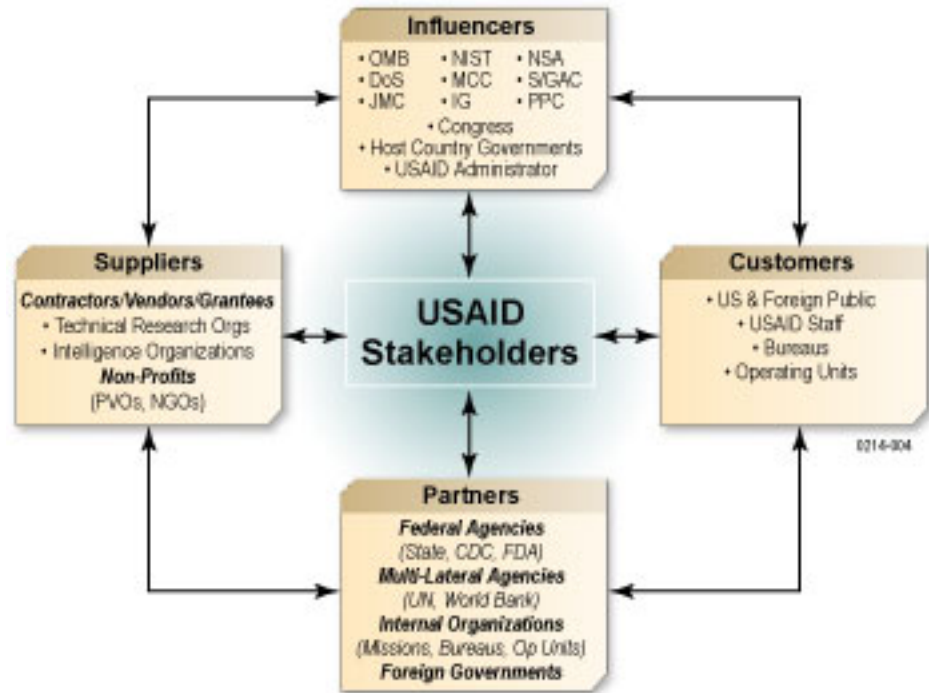 Influencers
• OMB • NIST • NSA
• DoS • MCC • S/GAC
• JMC • IG • PPC
• Congress
• Host Country Governments
• USAID Administrator
Suppliers
Contractors/Vendors/Grantees
• Technical Research Orgs
• Intelligence Organizations
Non-Profits
(PVOs, NGOs)
USAID
Stakeholders
Customers
• US & Foreign Public
• USAID Staff
• Bureaus
• Operating Units
0214-004
Partners
Federal Agencies
(State, CDC, FDA)
Multi-Lateral Agencies
(UN, World Bank)
Internal Organizations
(Missions, Bureaus, Op Units)
Foreign Governments